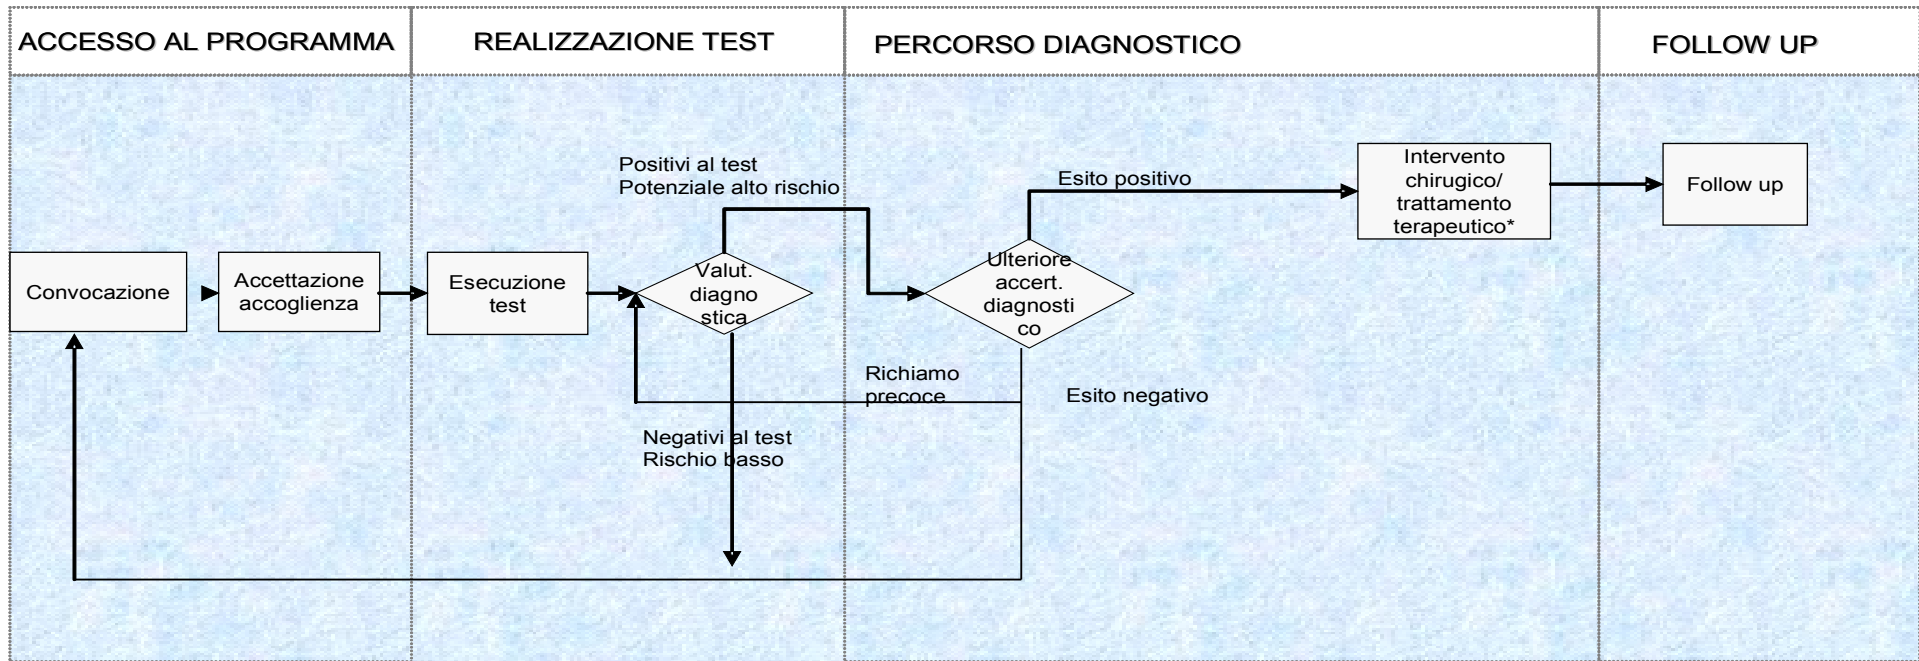 ACCESSO AL PROGRAMMA
REALIZZAZIONE TEST
PERCORSO DIAGNOSTICO
FOLLOW UP
Convocazione
Accettazione
accoglienza
Esecuzione
test
Positivi al test
Potenziale alto rischio
Valut.
diagno
stica
Negativi al test
Rischio basso
Richiamo
precoce
Ulteriore
accert.
diagnosti
co
Esito positivo
Esito negativo
Intervento
chirugico/
trattamento
terapeutico*
Follow up